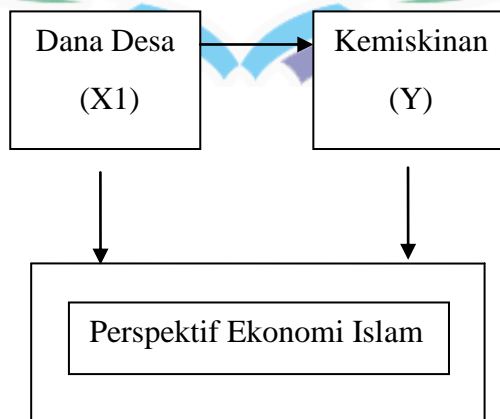 Dana Desa
(X1)
Kemiskinan
(Y)
Perspektif Ekonomi Islam